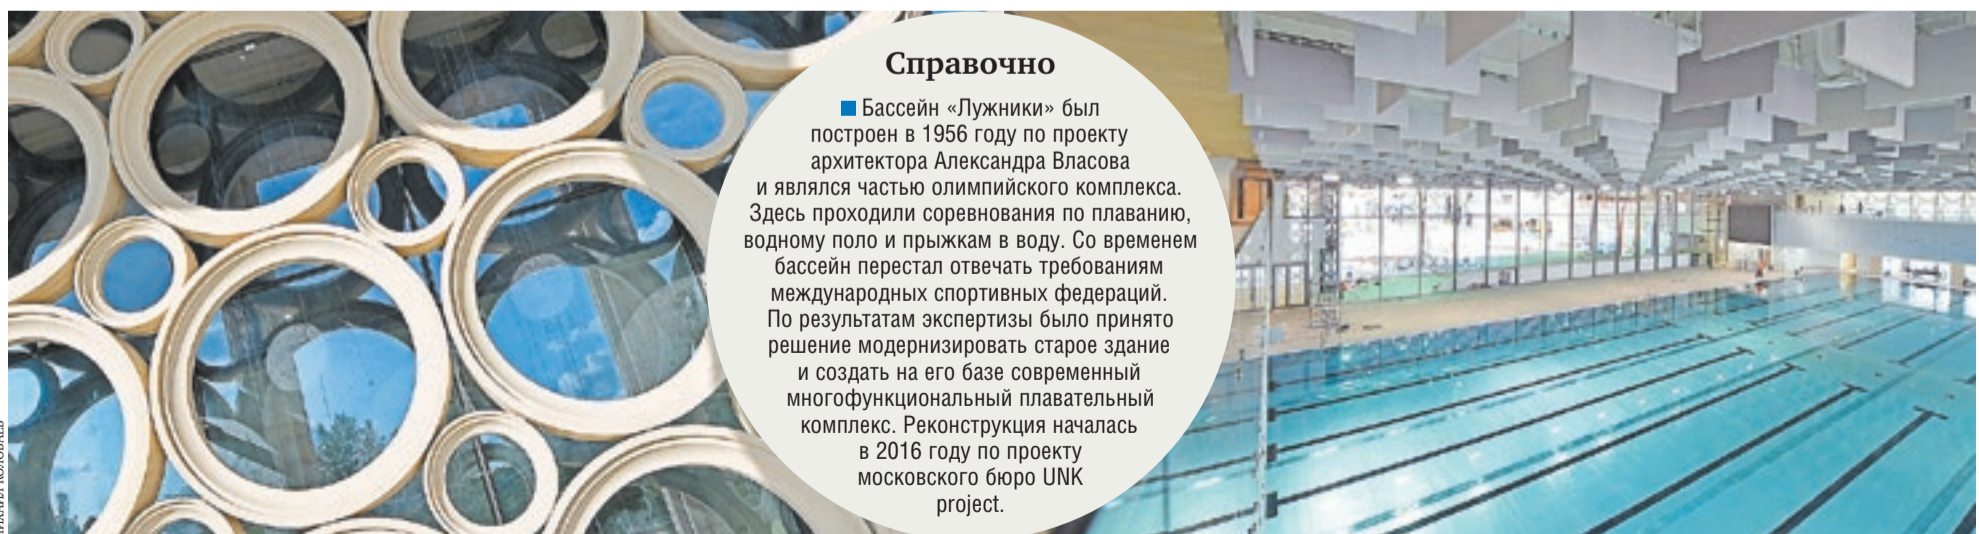 Справочно
Бассейн «Лужники» был
построен в 1956 году по проекту
архитектора Александра Власова
и являлся частью олимпийского комплекса.
Здесь проходили соревнования по плаванию,
водному поло и прыжкам в воду. Со временем
бассейн перестал отвечать требованиям
международных спортивных федераций.
По результатам экспертизы было принято
решение модернизировать старое здание
и создать на его базе современный
многофункциональный плавательный
комплекс. Реконструкция началась
в 2016 году по проекту
московского бюро UNK
project.